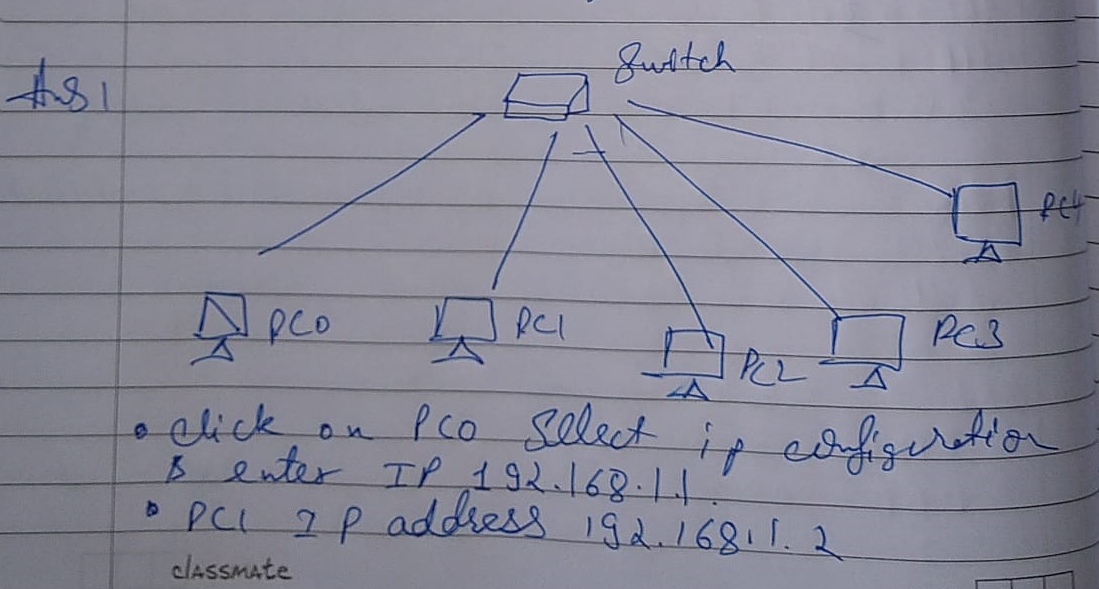 Switch
Ans 1
PC4
PC0
PC1
PC2
PC3
• click on PC0 Select ip configuration
& enter IP 192.168.1.1.
• PC1 IP address 192.168.1.2
classmate